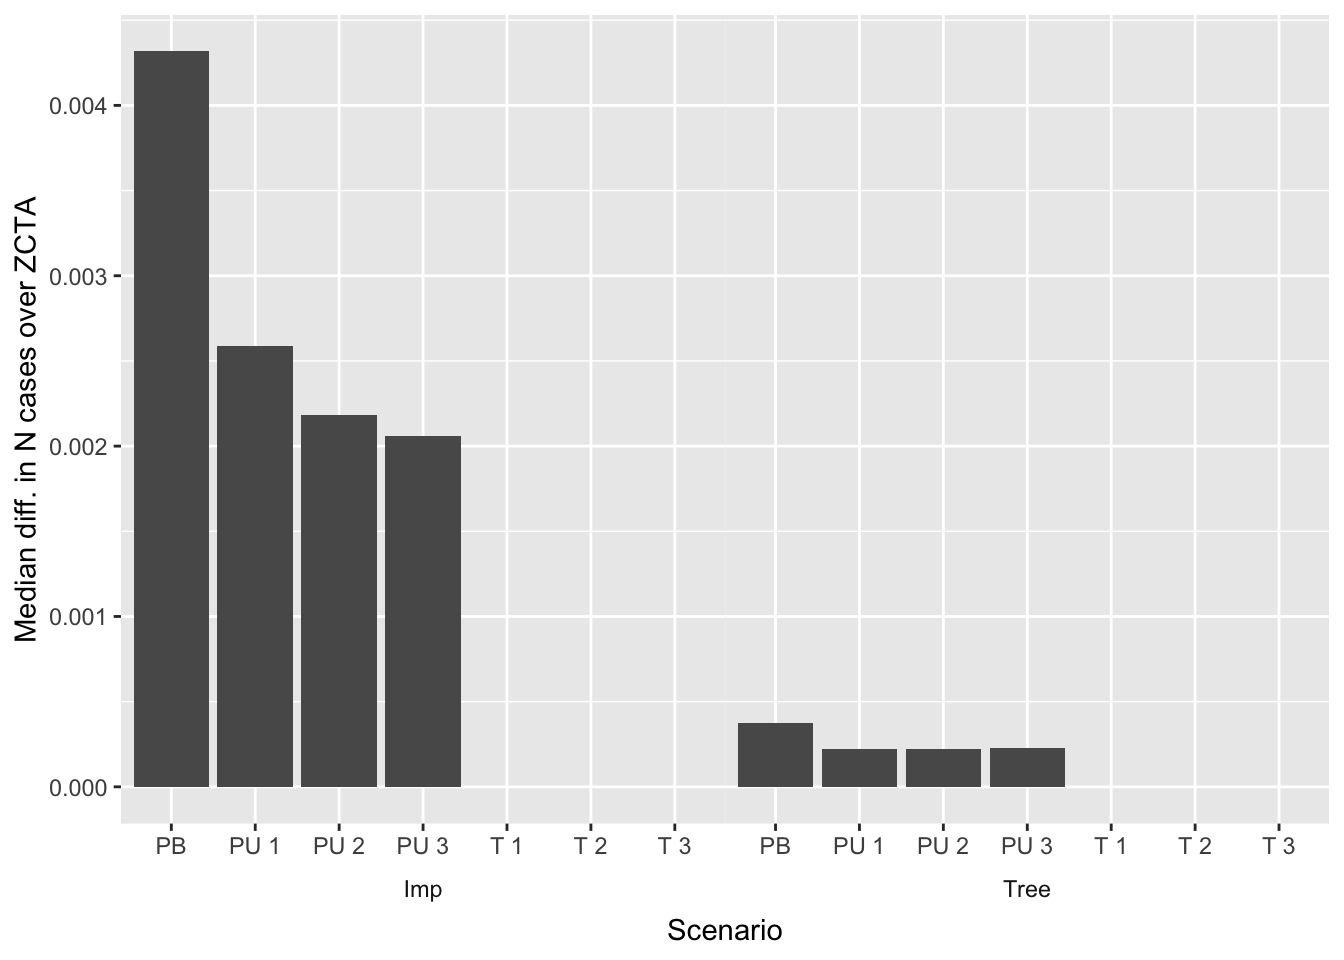 Median diff. in N cases over ZCTA
0.004
0.003
0.002
0.001
0.000
PB PU 1 PU 2 PU 3 T 1 T 2 T 3 PB PU 1 PU 2 PU 3 T 1 T 2 T 3
Imp Tree
Scenario